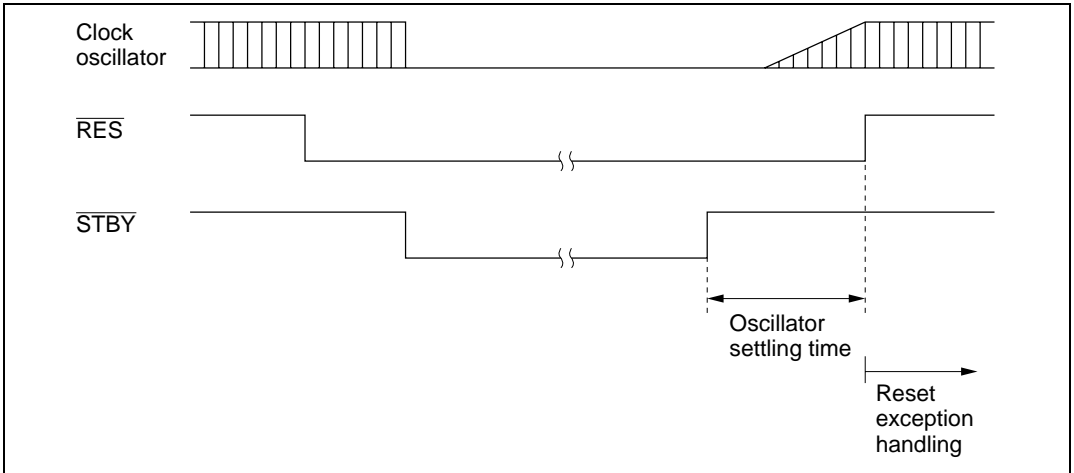 Clock
oscillator
RES
STBY
Oscillator
settling time
Reset
exception
handling